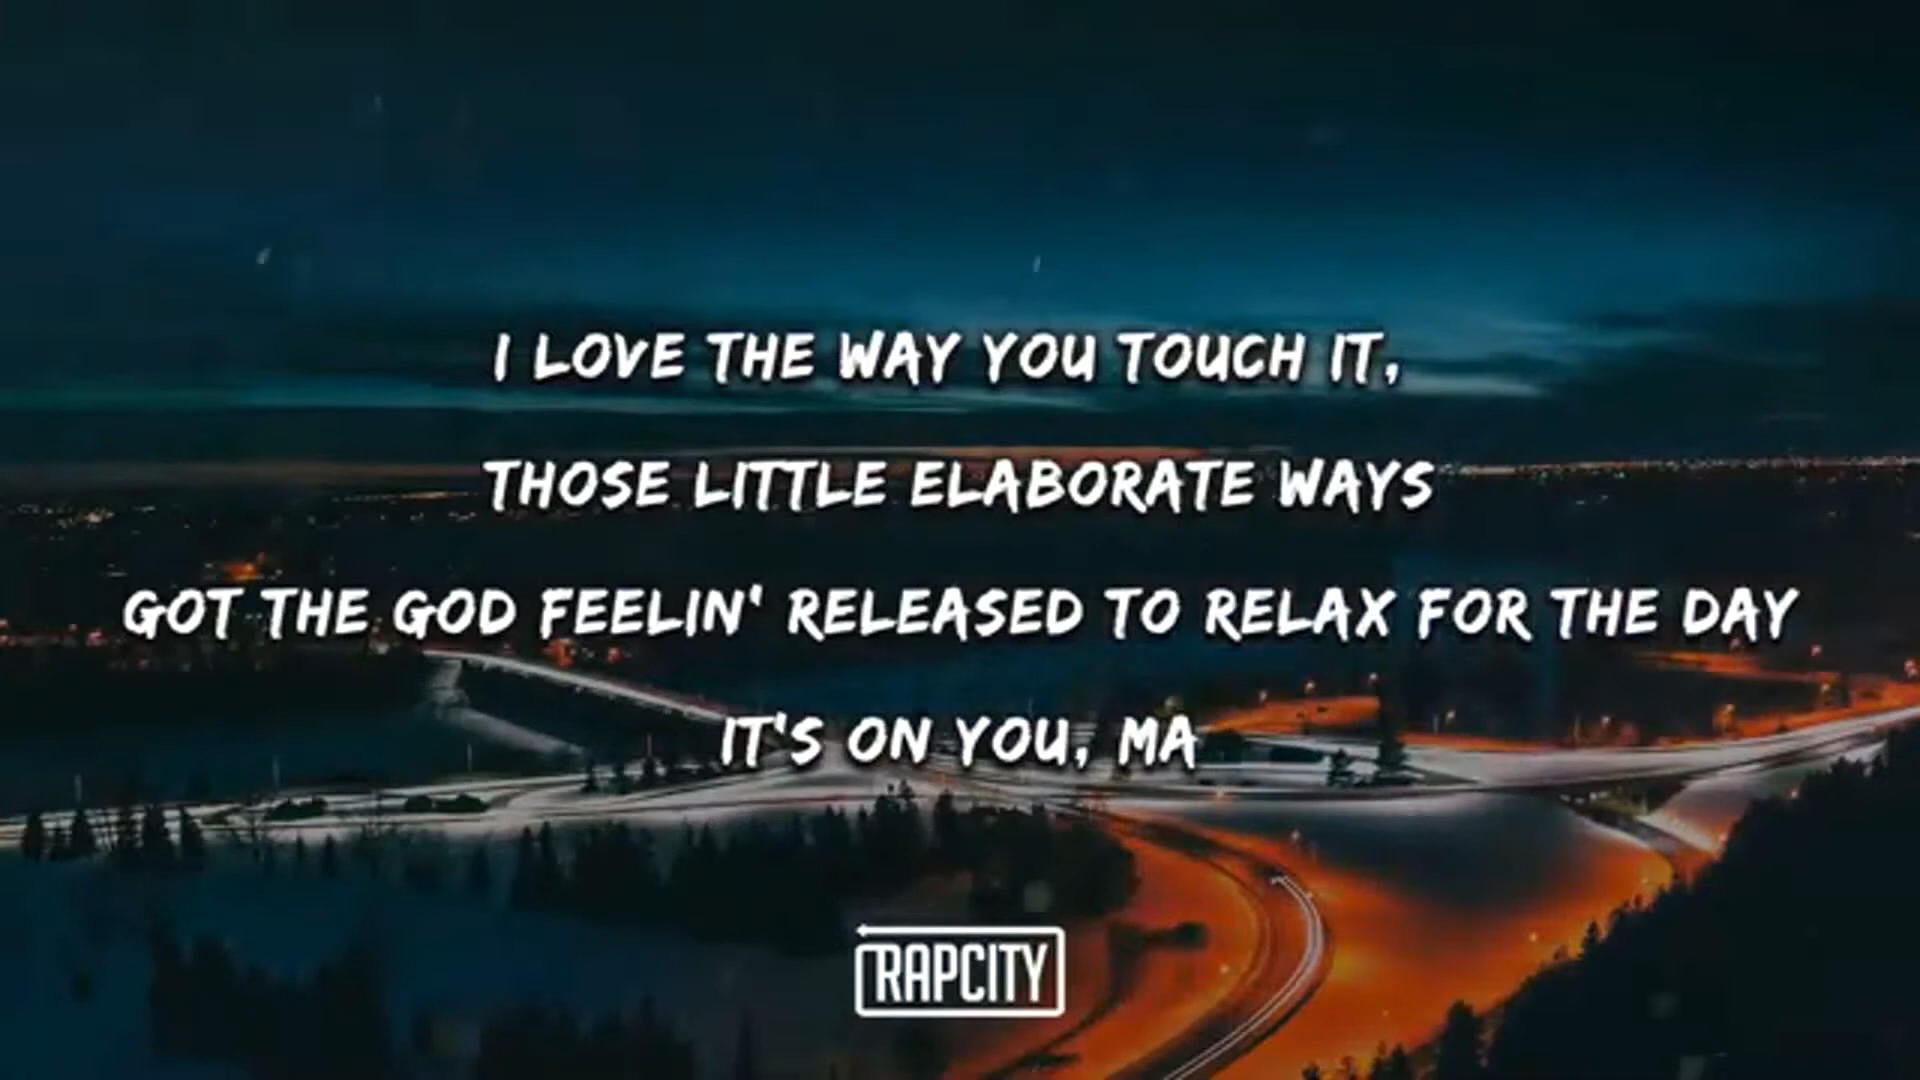 I LOVE THE WAY YOU TOUCH IT,
THOSE LITTLE ELABORATE WAYS
GOT THE GOD FEELIN' RELEASED TO RELAX FOR THE DAY
IT'S ON YOU, MA
RAPCITY